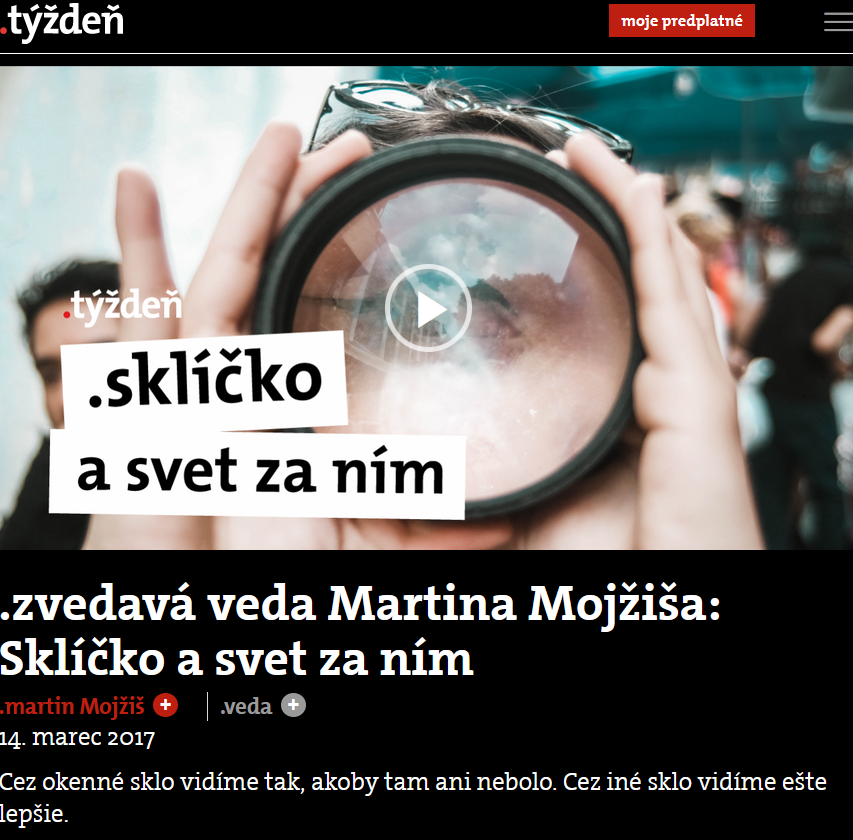 .týždeň
moje predplatné
.týždeň
.sklíčko
a svet za ním
.zvedavá veda Martina Mojžiša:
Sklíčko a svet za ním
.martin Mojžiš + .veda +
14. marec 2017
Cez okenné sklo vidíme tak, akoby tam ani nebolo. Cez iné sklo vidíme ešte
lepšie.